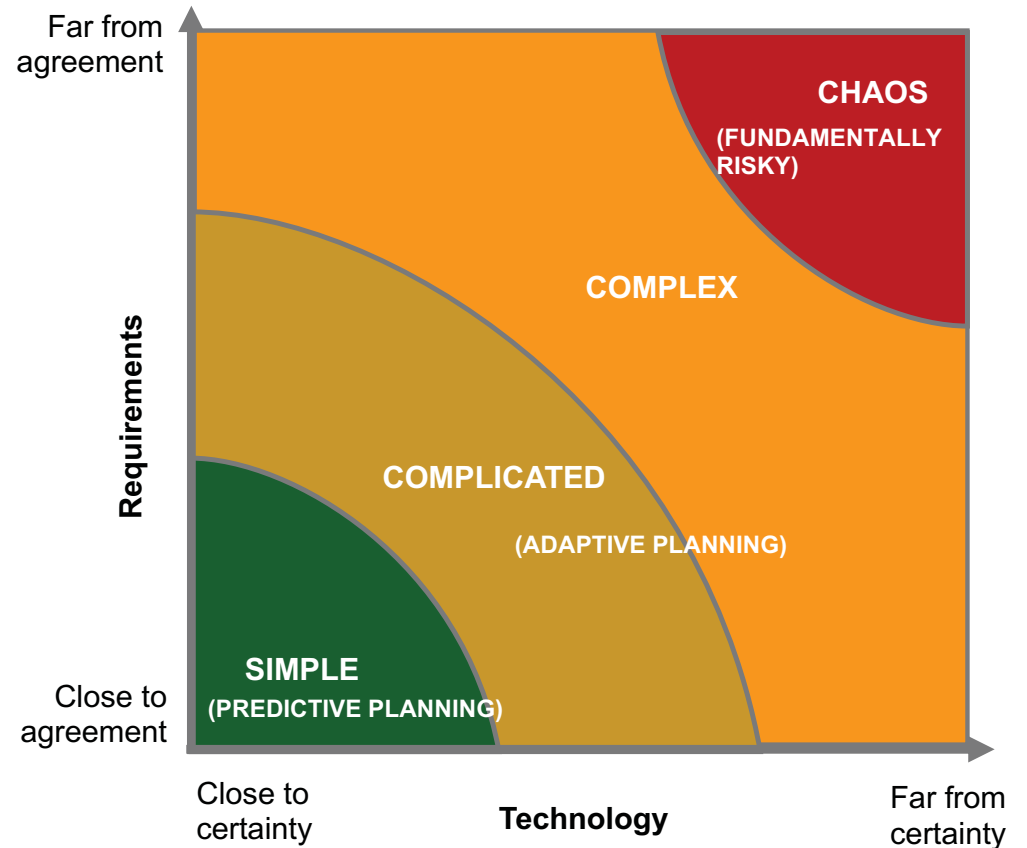 Far from
agreement
CHAOS
(FUNDAMENTALLY
RISKY)
COMPLEX
Requirements
COMPLICATED
(ADAPTIVE PLANNING)
SIMPLE
(PREDICTIVE PLANNING)
Close to
agreement
Close to
certainty
Technology
Far from
certainty